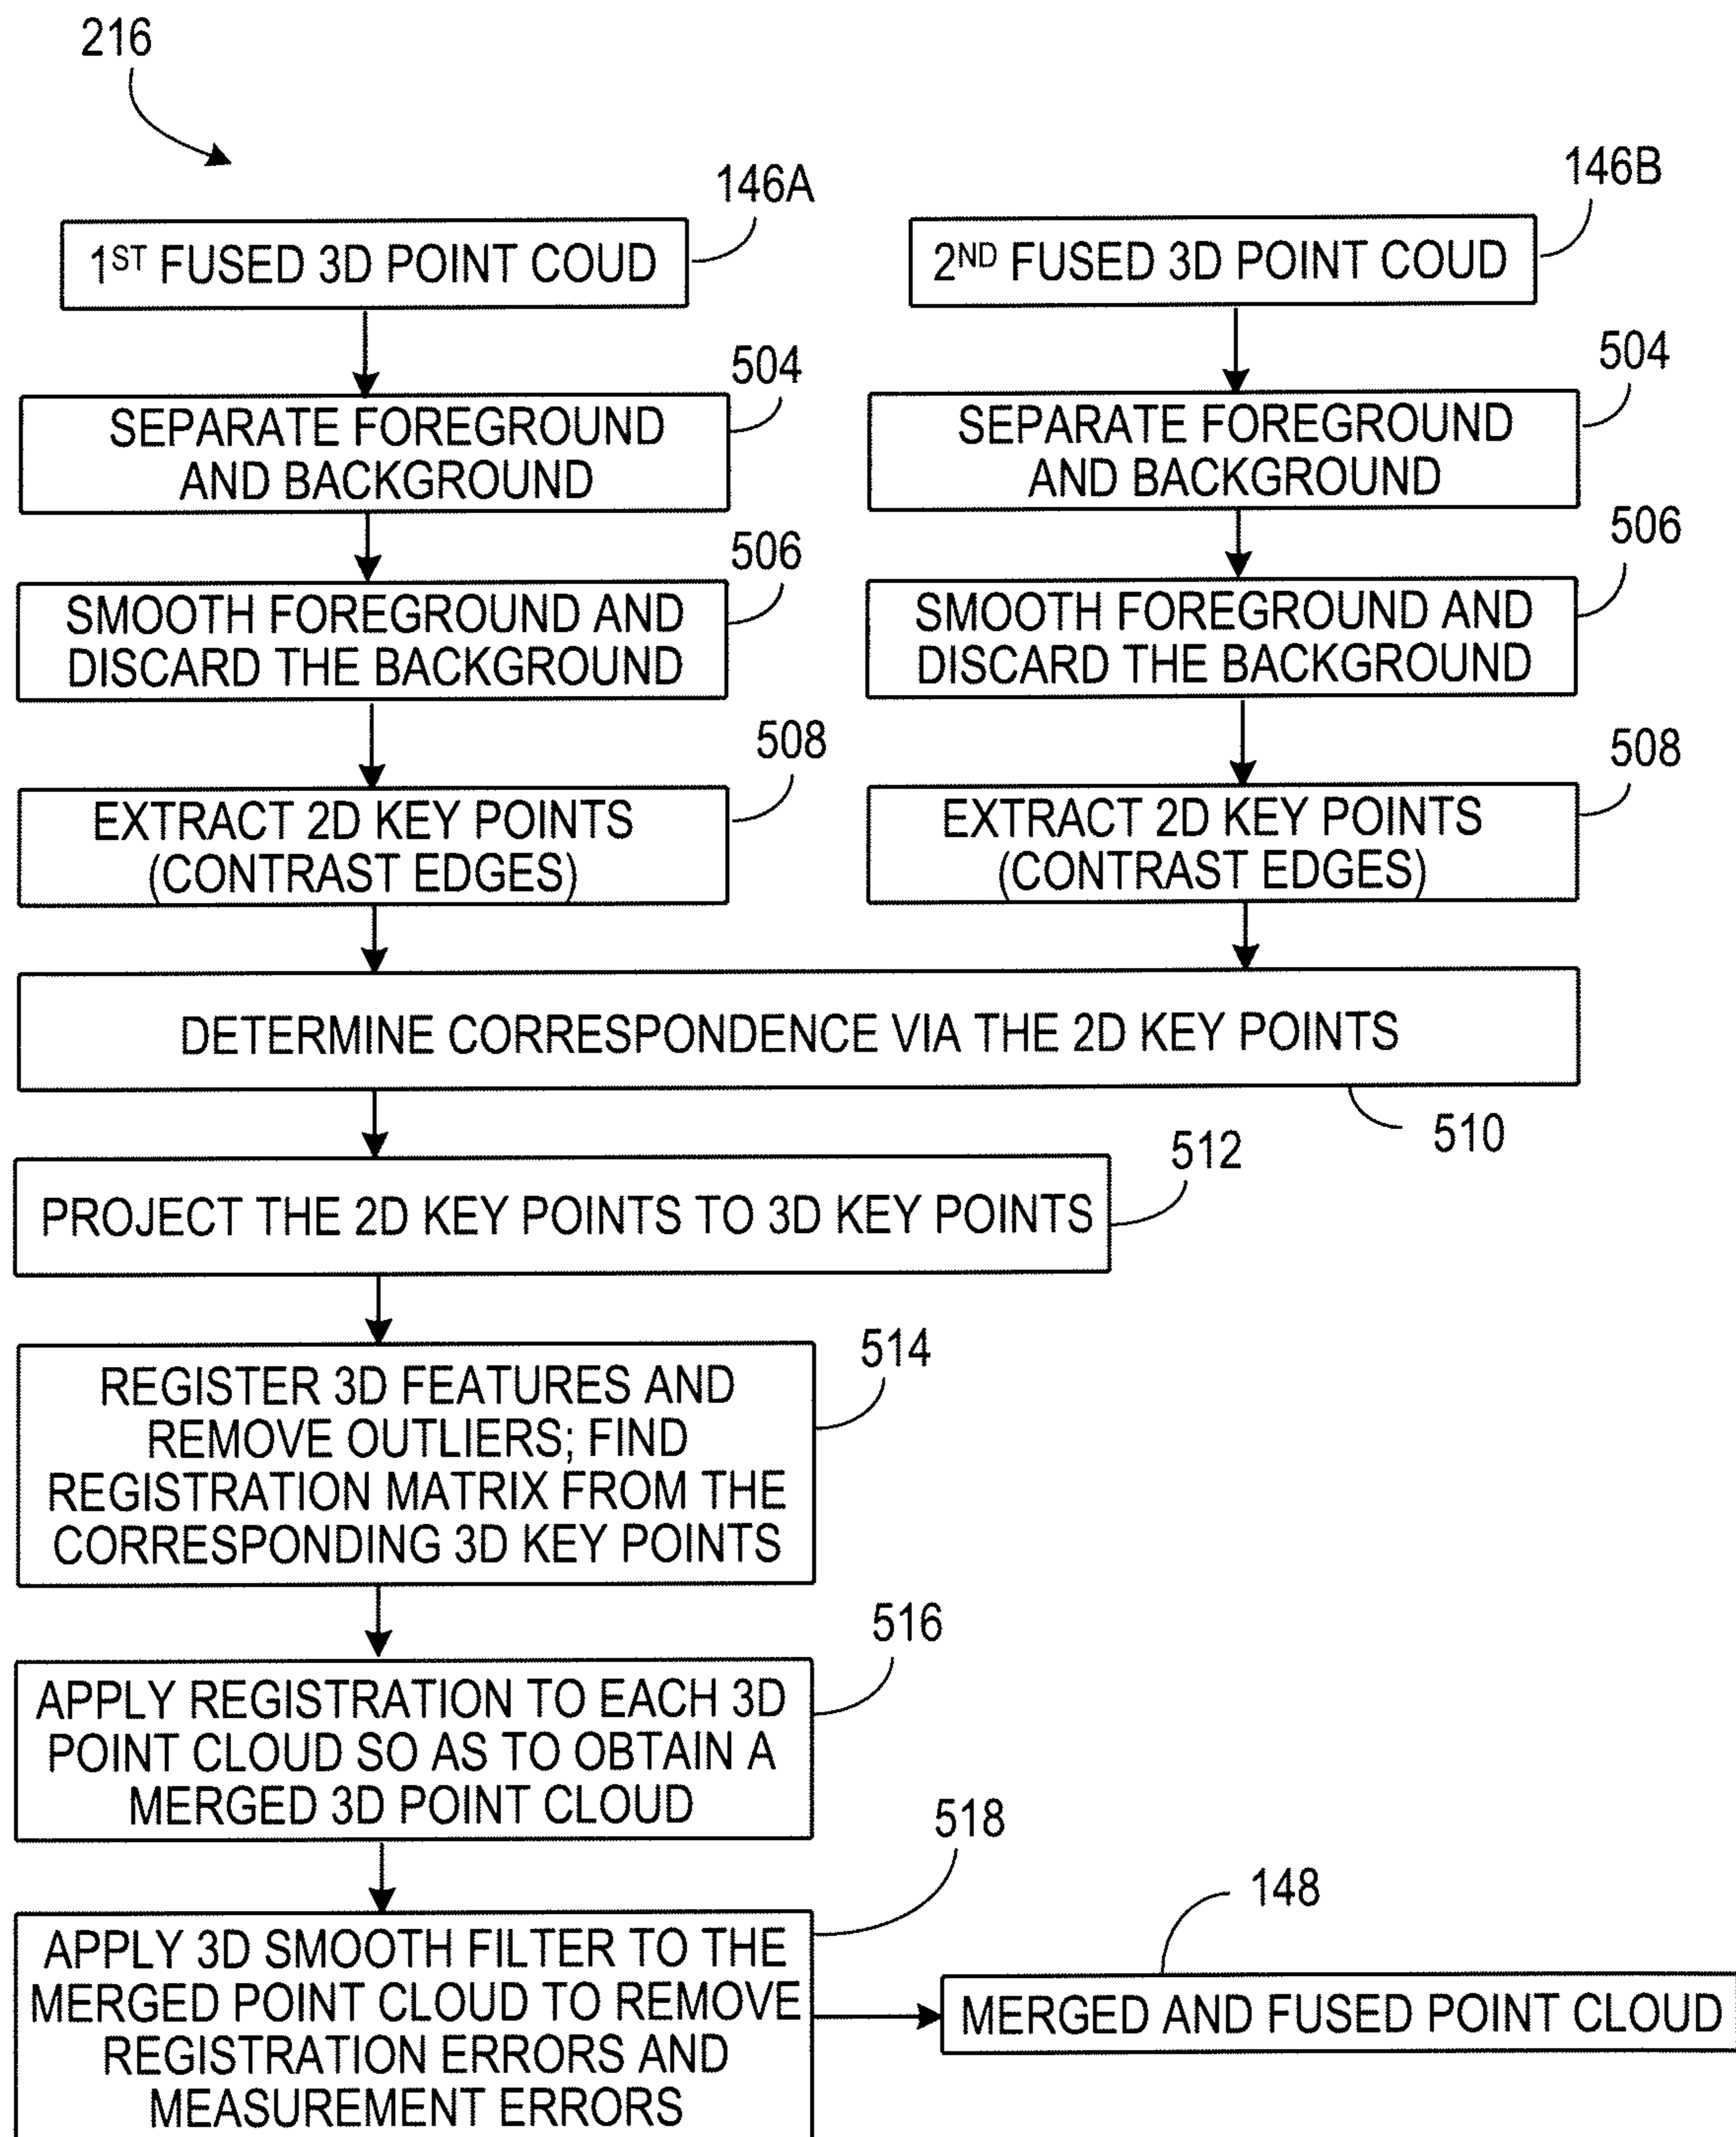 216
146A
146B
1ST FUSED 3D POINT COUD
2ND FUSED 3D POINT COUD
504
504
SEPARATE FOREGROUND
AND BACKGROUND
SEPARATE FOREGROUND
AND BACKGROUND
506
506
SMOOTH FOREGROUND AND
DISCARD THE BACKGROUND
SMOOTH FOREGROUND AND
DISCARD THE BACKGROUND
508
508
EXTRACT 2D KEY POINTS
(CONTRAST EDGES)
EXTRACT 2D KEY POINTS
(CONTRAST EDGES)
DETERMINE CORRESPONDENCE VIA THE 2D KEY POINTS
510
512
PROJECT THE 2D KEY POINTS TO 3D KEY POINTS
514
REGISTER 3D FEATURES AND
REMOVE OUTLIERS; FIND
REGISTRATION MATRIX FROM THE
CORRESPONDING 3D KEY POINTS
516
APPLY REGISTRATION TO EACH 3D
POINT CLOUD SO AS TO OBTAIN A
MERGED 3D POINT CLOUD
518
148
APPLY 3D SMOOTH FILTER TO THE
MERGED POINT CLOUD TO REMOVE
REGISTRATION ERRORS AND
MEASUREMENT ERRORS
MERGED AND FUSED POINT CLOUD